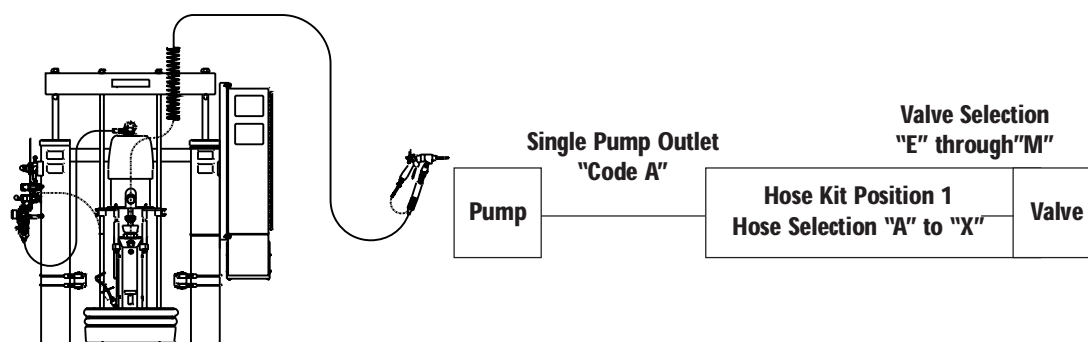 Single Pump Outlet
“Code A”
Valve Selection
“E” through”M”
Pump
Hose Kit Position 1
Hose Selection “A” to “X”
Valve